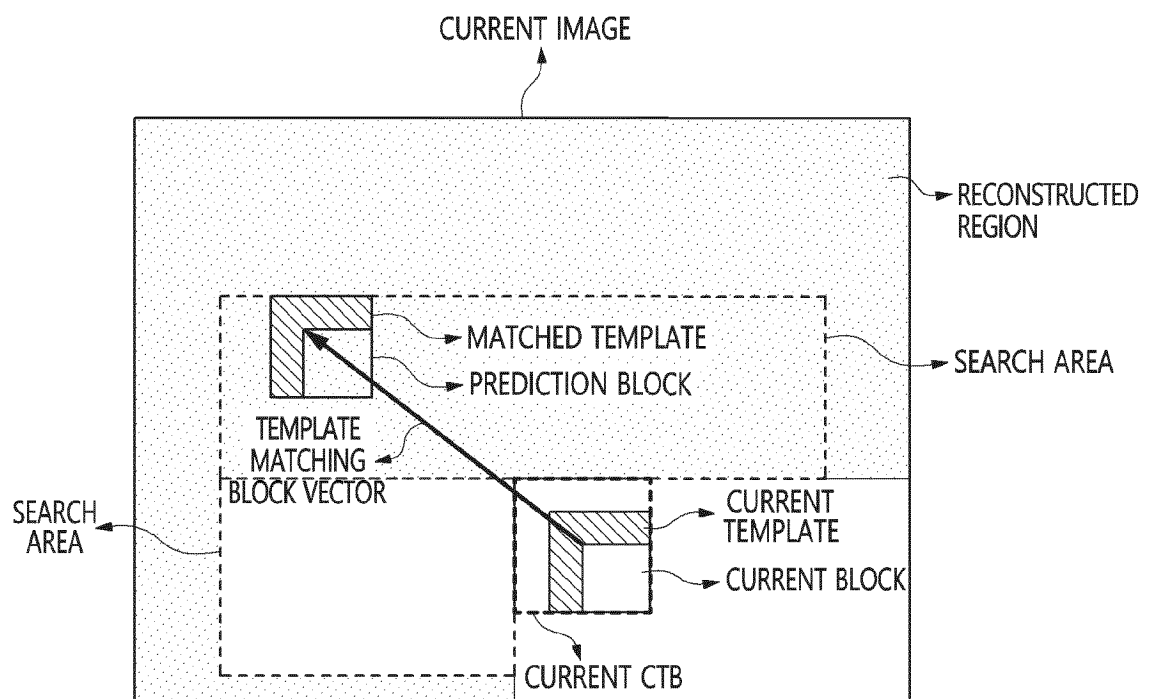 CURRENT IMAGE
RECONSTRUCTED
REGION
MATCHED TEMPLATE
SEARCH AREA
PREDICTION BLOCK
TEMPLATE
MATCHING
BLOCK VECTOR
SEARCH
AREA
CURRENT
TEMPLATE
CURRENT BLOCK
CURRENT CTB